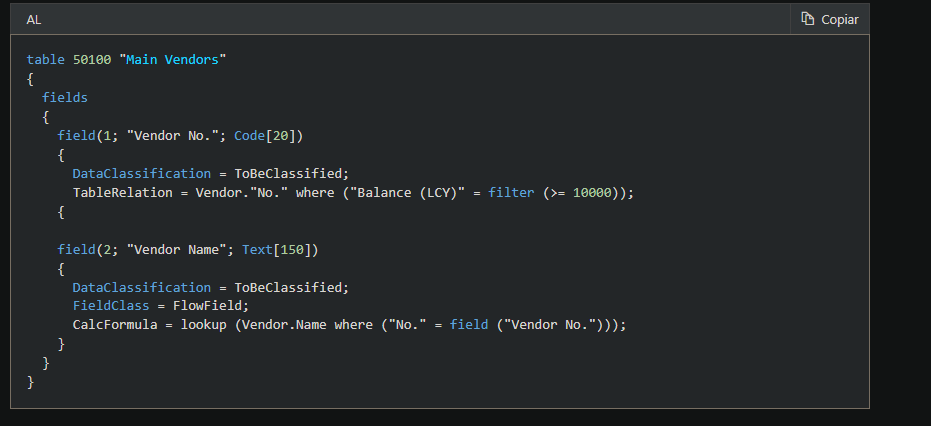 AL
Copiar
table 50100 "Main Vendors"
{
  fields
  {
    field(1; "Vendor No."; Code[20])
    {
      DataClassification = ToBeClassified;
      TableRelation = Vendor."No." where ("Balance (LCY)" = filter (>= 10000));
    {

    field(2; "Vendor Name"; Text[150])
    {
      DataClassification = ToBeClassified;
      FieldClass = FlowField;
      CalcFormula = lookup (Vendor.Name where ("No." = field ("Vendor No.")));
    }
  }
}